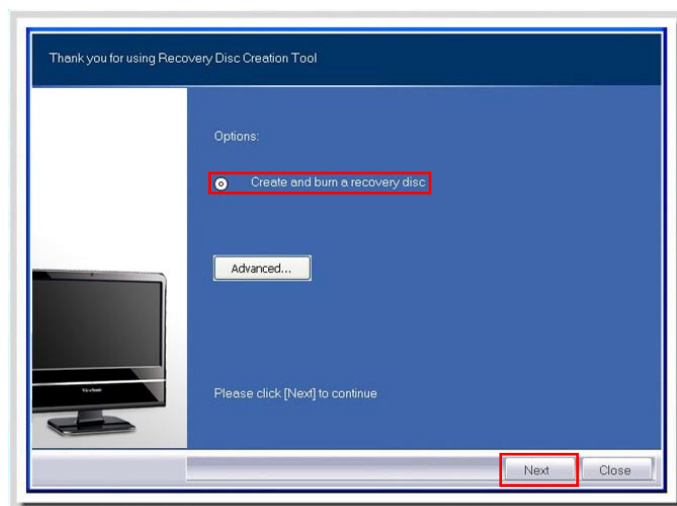 Thank you for using Recovery Disc Creation Tool
Options:
Create and burn a recovery disc
Advanced...
Please click [Next] to continue
Next
Close